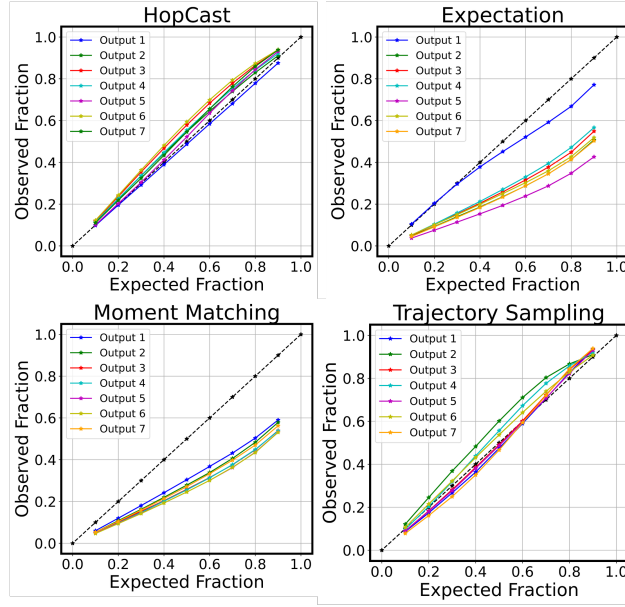 HopCast
Observed Fraction
1.0
0.8
0.6
0.4
0.2
0.0
Output 1
Output 2
Output 3
Output 4
Output 5
Output 6
Output 7
0.0 0.2 0.4 0.6 0.8 1.0
Expected Fraction
Expectation
Observed Fraction
1.0
0.8
0.6
0.4
0.2
0.0
Output 1
Output 2
Output 3
Output 4
Output 5
Output 6
Output 7
0.0 0.2 0.4 0.6 0.8 1.0
Expected Fraction
Moment Matching
Observed Fraction
1.0
0.8
0.6
0.4
0.2
0.0
Output 1
Output 2
Output 3
Output 4
Output 5
Output 6
Output 7
0.0 0.2 0.4 0.6 0.8 1.0
Expected Fraction
Trajectory Sampling
Observed Fraction
1.0
0.8
0.6
0.4
0.2
0.0
Output 1
Output 2
Output 3
Output 4
Output 5
Output 6
Output 7
0.0 0.2 0.4 0.6 0.8 1.0
Expected Fraction